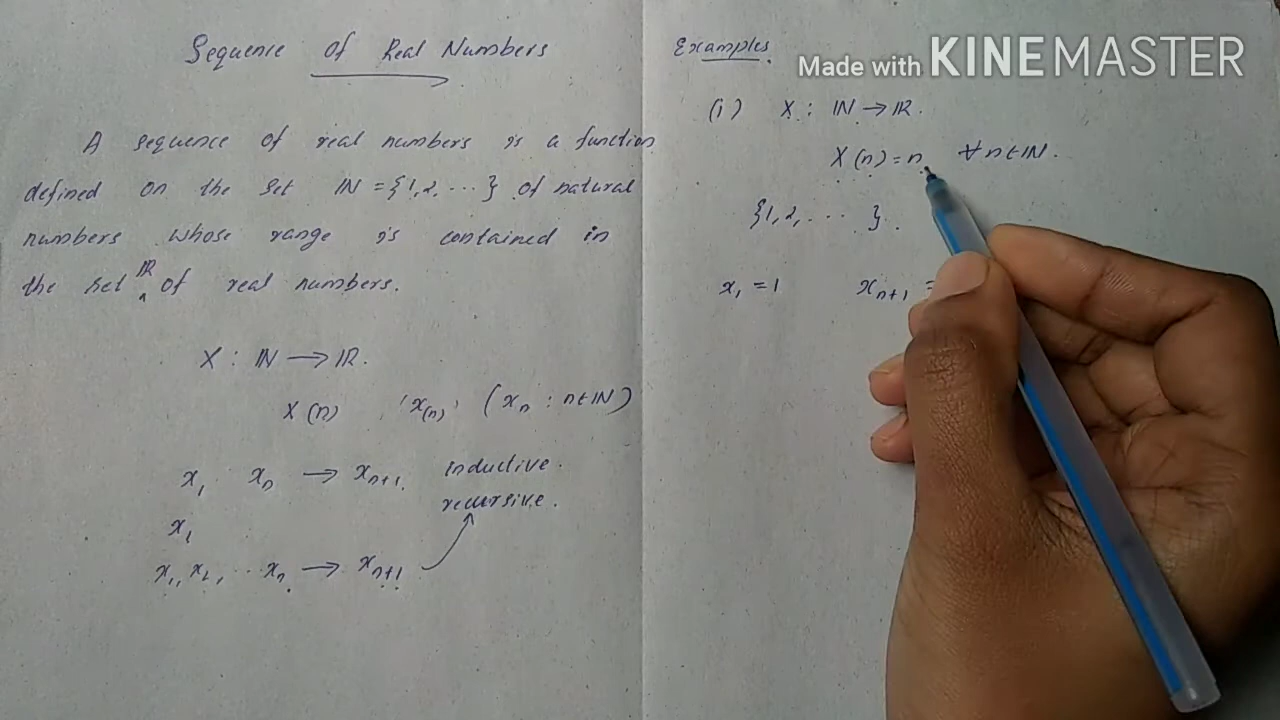 Sequence of Real Numbers
A sequence of real numbers is a function
defined on the set ℕ = {1, 2, ...} of natural
numbers whose range is contained in
the set ℝ of real numbers.
X : ℕ → ℝ.
X(n) 'x(n)' (xₙ : n∈ℕ)
x₁ xₙ → xₙ₊₁ inductive.
recursive.
x₁
x₁, x₂, ... xₙ → xₙ₊₁
Examples.
Made with KINEMASTER
(i) X : ℕ → ℝ.
X(n) = n ∀ n∈ℕ.
{1, 2, ... }.
x₁ = 1 xₙ₊₁ =